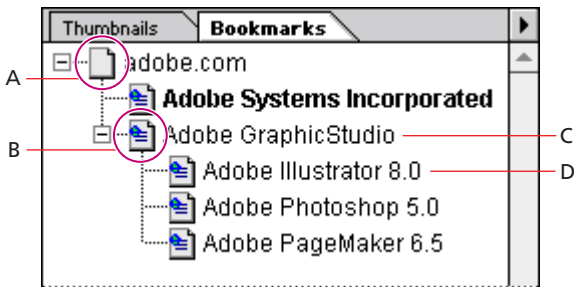 Thumbnails Bookmarks
A adobe.com
Adobe Systems Incorporated
B Adobe GraphicStudio C
Adobe Illustrator 8.0 D
Adobe Photoshop 5.0
Adobe PageMaker 6.5